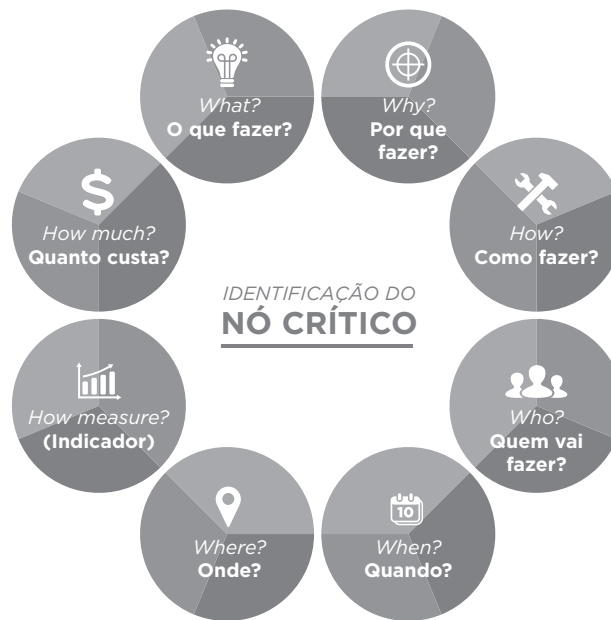 What?
O que fazer?
Why?
Por que
fazer?
How?
Como fazer?
Who?
Quem vai
fazer?
When?
10
Quando?
Where?
Onde?
How measure?
(Indicador)
$
How much?
Quanto custa?
IDENTIFICAÇÃO DO
NÓ CRÍTICO